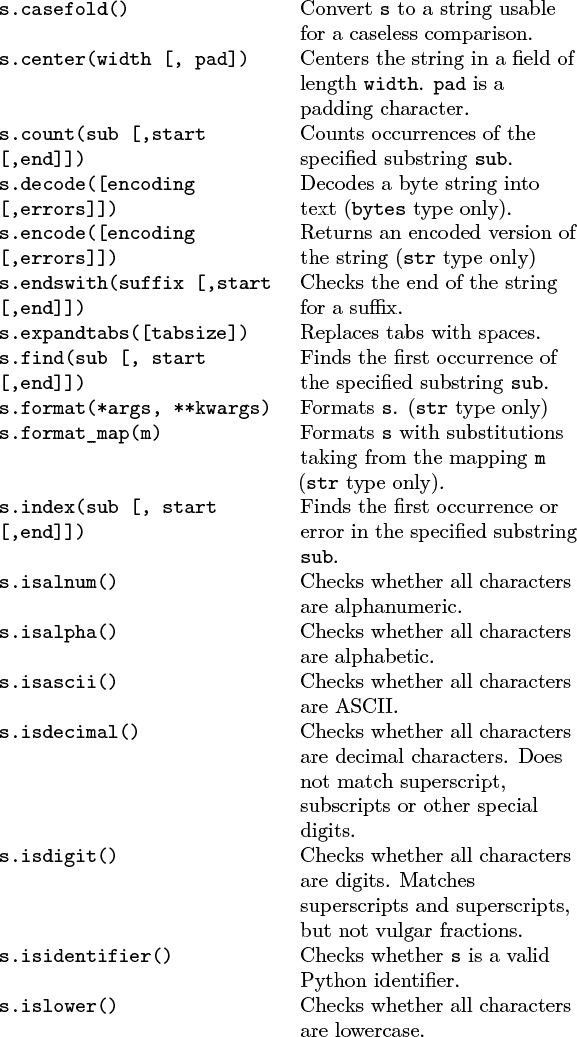 s.casefold() Convert s to a string usable
for a caseless comparison.
s.center(width [, pad]) Centers the string in a field of
length width. pad is a
padding character.
s.count(sub [,start Counts occurrences of the
[,end]]) specified substring sub.
s.decode([encoding Decodes a byte string into
[,errors]]) text (bytes type only).
s.encode([encoding Returns an encoded version of
[,errors]]) the string (str type only)
s.endswith(suffix [,start Checks the end of the string
[,end]]) for a suffix.
s.expandtabs([tabsize]) Replaces tabs with spaces.
s.find(sub [, start Finds the first occurrence of
[,end]]) the specified substring sub.
s.format(*args, **kwargs) Formats s. (str type only)
s.format_map(m) Formats s with substitutions
taking from the mapping m
(str type only).
s.index(sub [, start Finds the first occurrence or
[,end]]) error in the specified substring
sub.
s.isalnum() Checks whether all characters
are alphanumeric.
s.isalpha() Checks whether all characters
are alphabetic.
s.isascii() Checks whether all characters
are ASCII.
s.isdecimal() Checks whether all characters
are decimal characters. Does
not match superscript,
subscripts or other special
digits.
s.isdigit() Checks whether all characters
are digits. Matches
superscripts and superscripts,
but not vulgar fractions.
s.isidentifier() Checks whether s is a valid
Python identifier.
s.islower() Checks whether all characters
are lowercase.